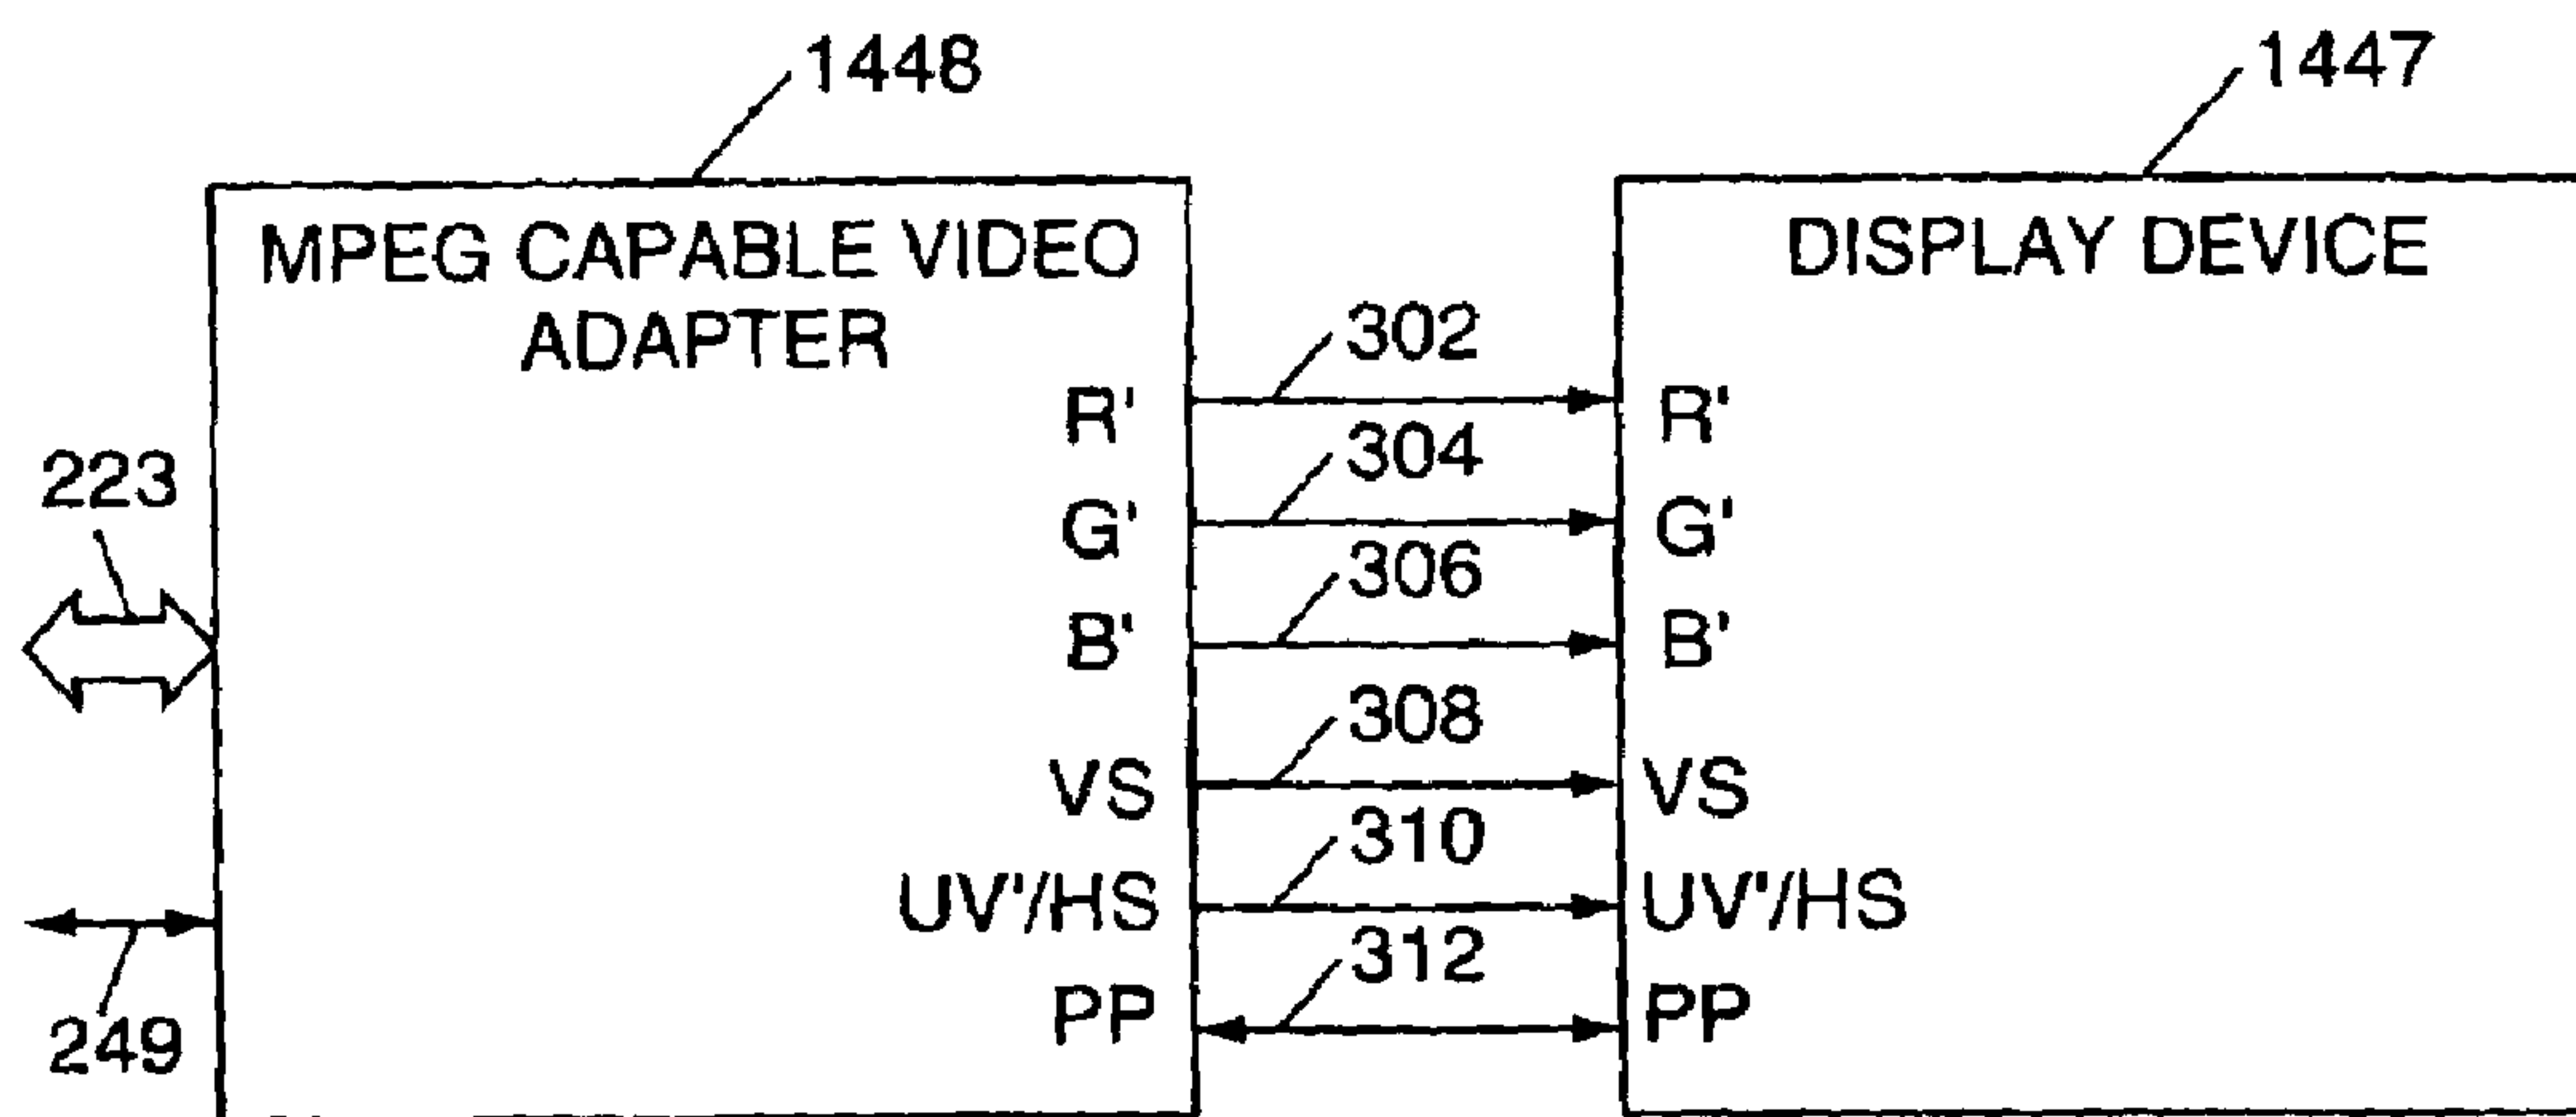 1448
1447
MPEG CAPABLE VIDEO
ADAPTER
DISPLAY DEVICE
302
R'
R'
304
223
G'
G'
306
B'
B'
308
VS
VS
310
UV'/HS
UV'/HS
312
PP
PP
249